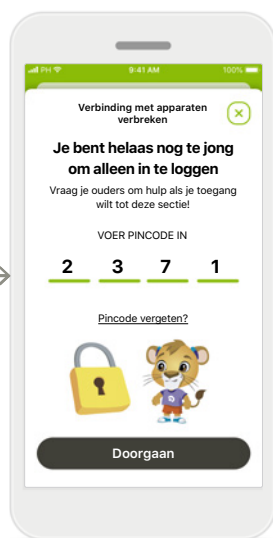 PH 9:41 AM 100%
Verbinding met apparaten
verbreken
Je bent helaas nog te jong
om alleen in te loggen
Vraag je ouders om hulp als je toegang
wilt tot deze sectie!
VOER PINCODE IN
2 3 7 1
Pincode vergeten?
Doorgaan